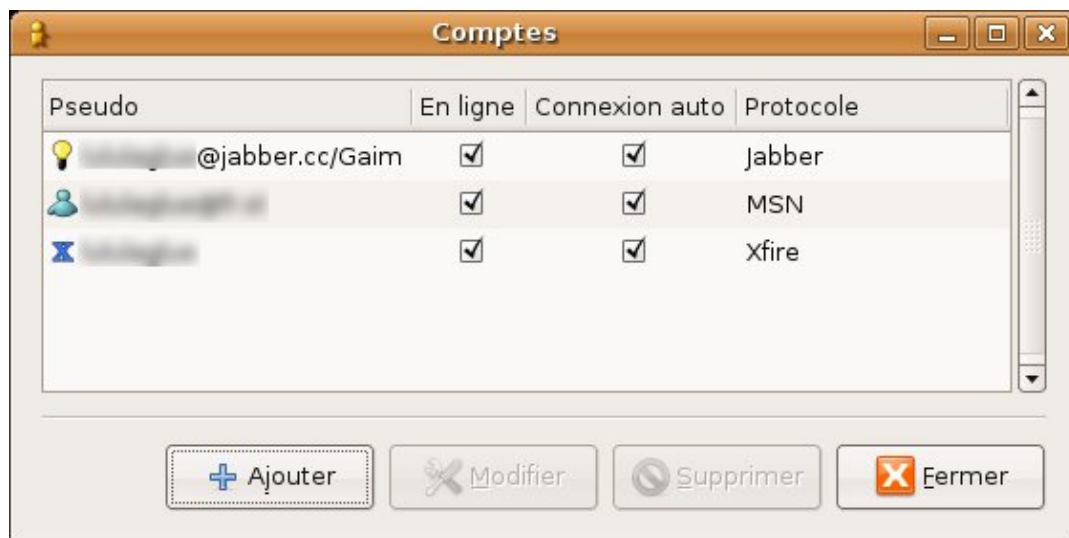 Comptes
Pseudo En ligne Connexion auto Protocole
@jabber.cc/Gaim Jabber
MSN
Xfire
Ajouter Modifier Supprimer Fermer